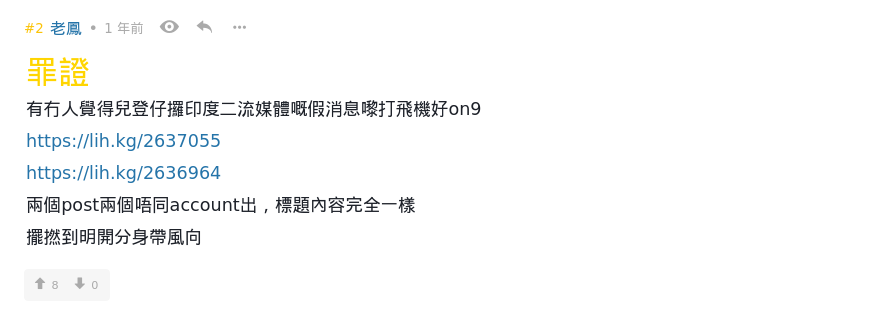 #2 老鳳 • 1 年前
罪證
有冇人覺得兒登仔攞印度二流媒體嘅假消息嚟打飛機好on9
https://lih.kg/2637055
https://lih.kg/2636964
兩個post兩個唔同account出，標題內容完全一樣
擺撚到明開分身帶風向
8 0